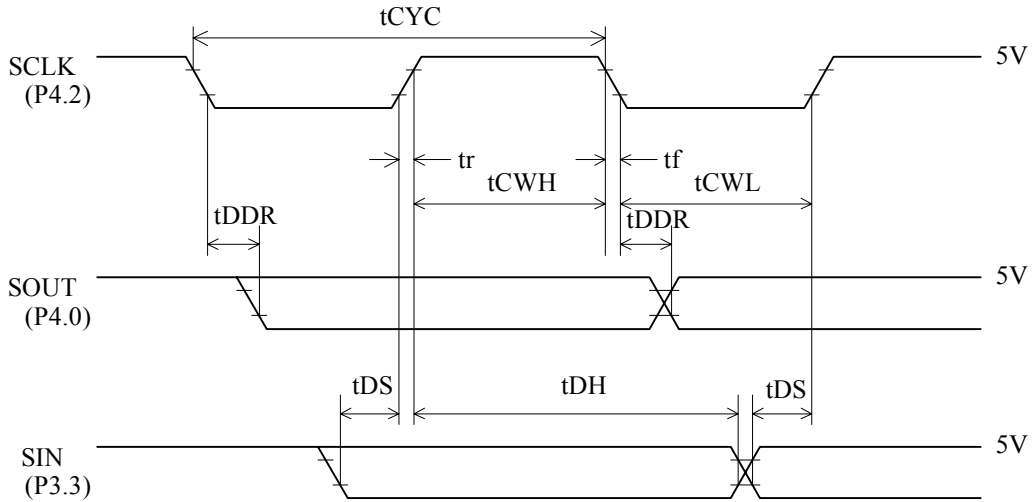 tCYC
SCLK
(P4.2)
5V
tr
tf
tCWH
tCWL
tDDR
tDDR
SOUT
(P4.0)
5V
tDS
tDH
tDS
SIN
(P3.3)
5V